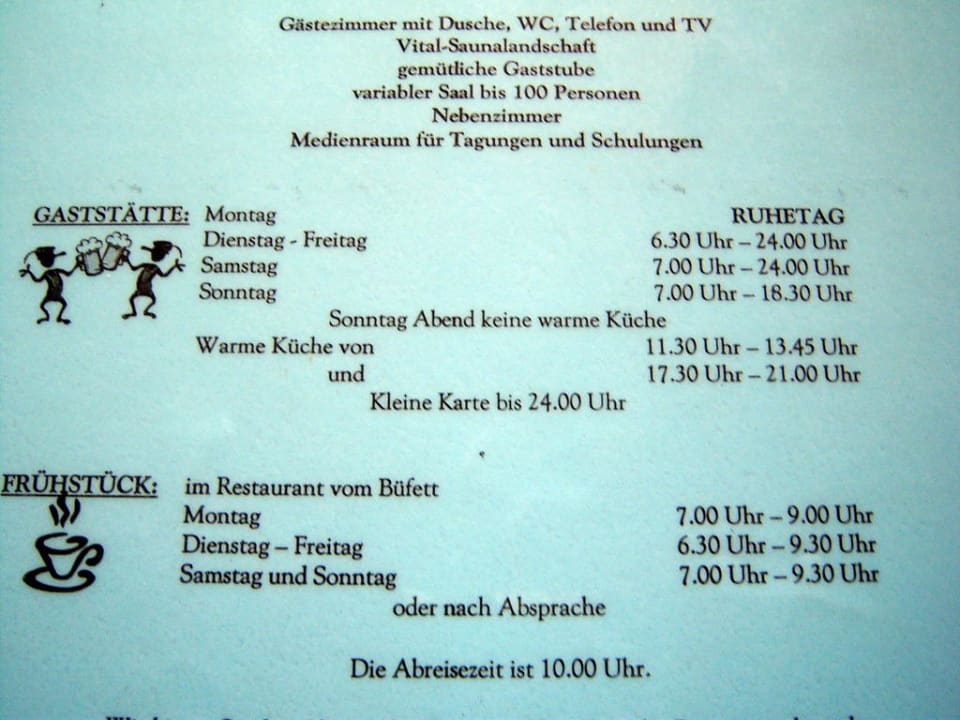 Gästezimmer mit Dusche, WC, Telefon und TV
Vital-Saunalandschaft
gemütliche Gaststube
variabler Saal bis 100 Personen
Nebenzimmer
Medienraum für Tagungen und Schulungen
GASTSTÄTTE: Montag RUHETAG
Dienstag - Freitag 6.30 Uhr – 24.00 Uhr
Samstag 7.00 Uhr – 24.00 Uhr
Sonntag 7.00 Uhr – 18.30 Uhr
Sonntag Abend keine warme Küche
Warme Küche von 11.30 Uhr – 13.45 Uhr
und 17.30 Uhr – 21.00 Uhr
Kleine Karte bis 24.00 Uhr
FRÜHSTÜCK: im Restaurant vom Büfett
Montag 7.00 Uhr – 9.00 Uhr
Dienstag – Freitag 6.30 Uhr – 9.30 Uhr
Samstag und Sonntag 7.00 Uhr – 9.30 Uhr
oder nach Absprache
Die Abreisezeit ist 10.00 Uhr.